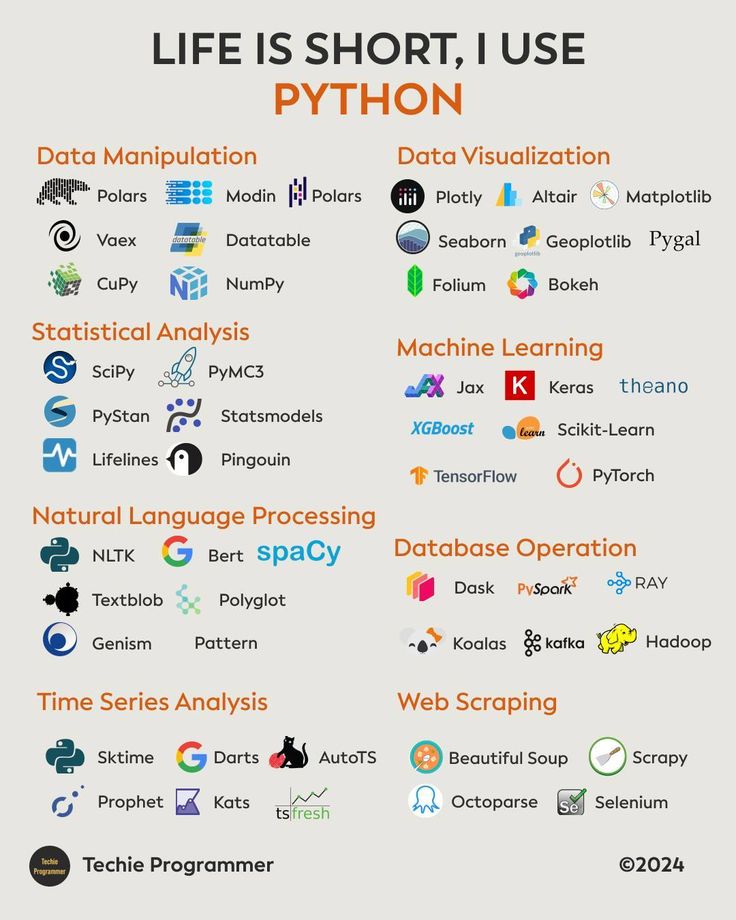 LIFE IS SHORT, I USE
PYTHON
Data Manipulation
Polars Modin Polars
Vaex datatable Datatable
CuPy NumPy
Statistical Analysis
SciPy PyMC3
PyStan Statsmodels
Lifelines Pingouin
Natural Language Processing
NLTK Bert spaCy
Textblob Polyglot
Genism Pattern
Time Series Analysis
Sktime Darts AutoTS
Prophet Kats tsfresh
Data Visualization
Plotly Altair Matplotlib
Seaborn geoplotlib Geoplotlib Pygal
Folium Bokeh
Machine Learning
JAX Jax K Keras theano
XGBoost learn Scikit-Learn
TensorFlow PyTorch
Database Operation
Dask PySpark RAY
Koalas kafka Hadoop
Web Scraping
Beautiful Soup Scrapy
Octoparse Se Selenium
Techie Programmer Techie Programmer ©2024